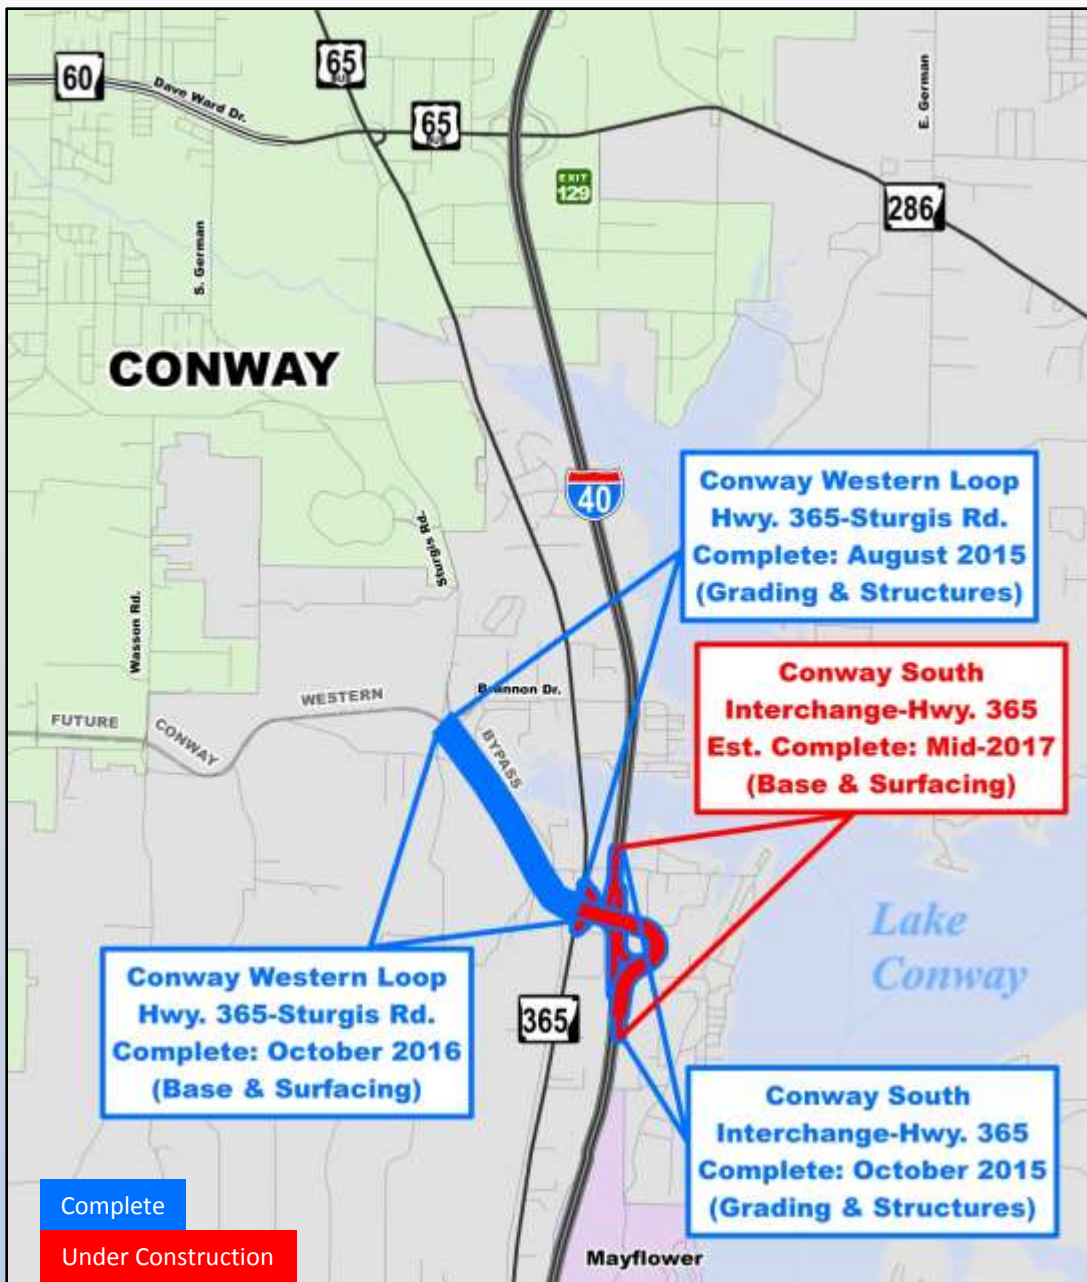 60
Dave Ward Dr.
65
65
EXIT
129
E. German
286
S. German
CONWAY
40
Sturgis Rd.
Wasson Rd.
Conway Western Loop
Hwy. 365-Sturgis Rd.
Complete: August 2015
(Grading & Structures)
Conway South
Interchange-Hwy. 365
Est. Complete: Mid-2017
(Base & Surfacing)
Brannon Dr.
FUTURE
CONWAY
WESTERN
BYPASS
Lake
Conway
Conway Western Loop
Hwy. 365-Sturgis Rd.
Complete: October 2016
(Base & Surfacing)
365
Conway South
Interchange-Hwy. 365
Complete: October 2015
(Grading & Structures)
Complete
Under Construction
Mayflower